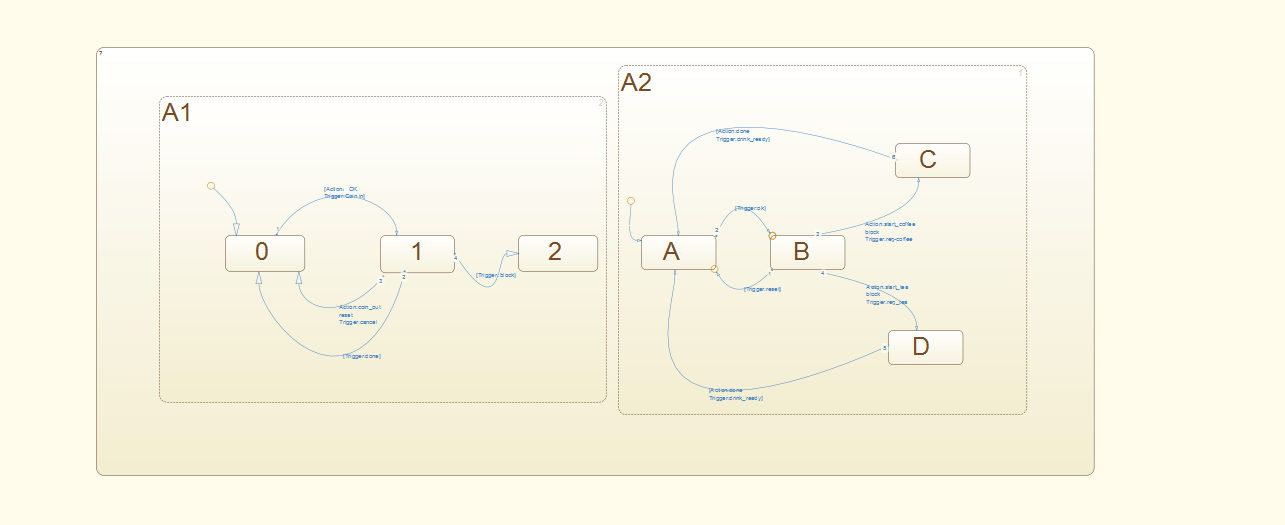 7
A1
2
[Action: OK
Trigger:Coin.in]
1
0
1
2
4
[Trigger:block]
3
2
Action:coin_out
reset
Trigger:cancel
[Trigger:done]
A2
1
[Action:done
Trigger:drink_ready]
6
C
[Trigger:ok]
2
A
B
3
Action:start_coffee
block
Trigger:req-coffee
1
[Trigger:reset]
4
Action:start_tea
block
Trigger:req_tea
D
5
[Action:done
Trigger:drink_ready]